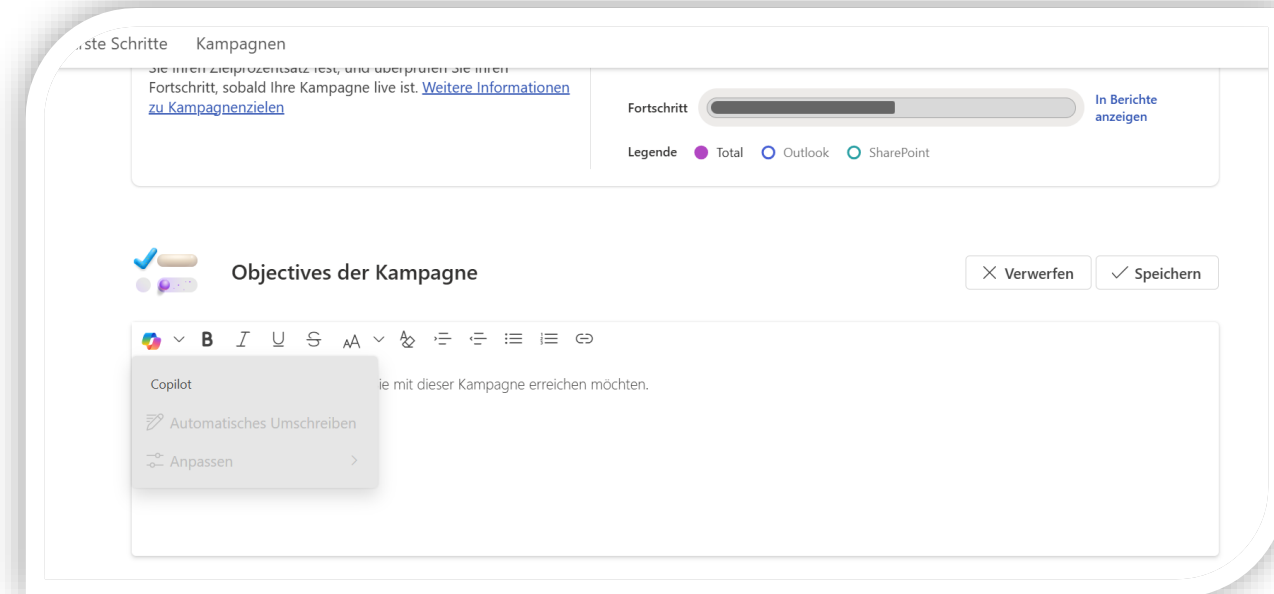 rste Schritte Kampagnen
Sie Ihren Zielprozentsatz fest, und überprüfen Sie Ihren
Fortschritt, sobald Ihre Kampagne live ist. Weitere Informationen
zu Kampagnenzielen
Fortschritt
In Berichte
anzeigen
Legende Total Outlook SharePoint
Objectives der Kampagne
Verwerfen Speichern
B I U S AA A
Copilot
ie mit dieser Kampagne erreichen möchten.
Automatisches Umschreiben
Anpassen